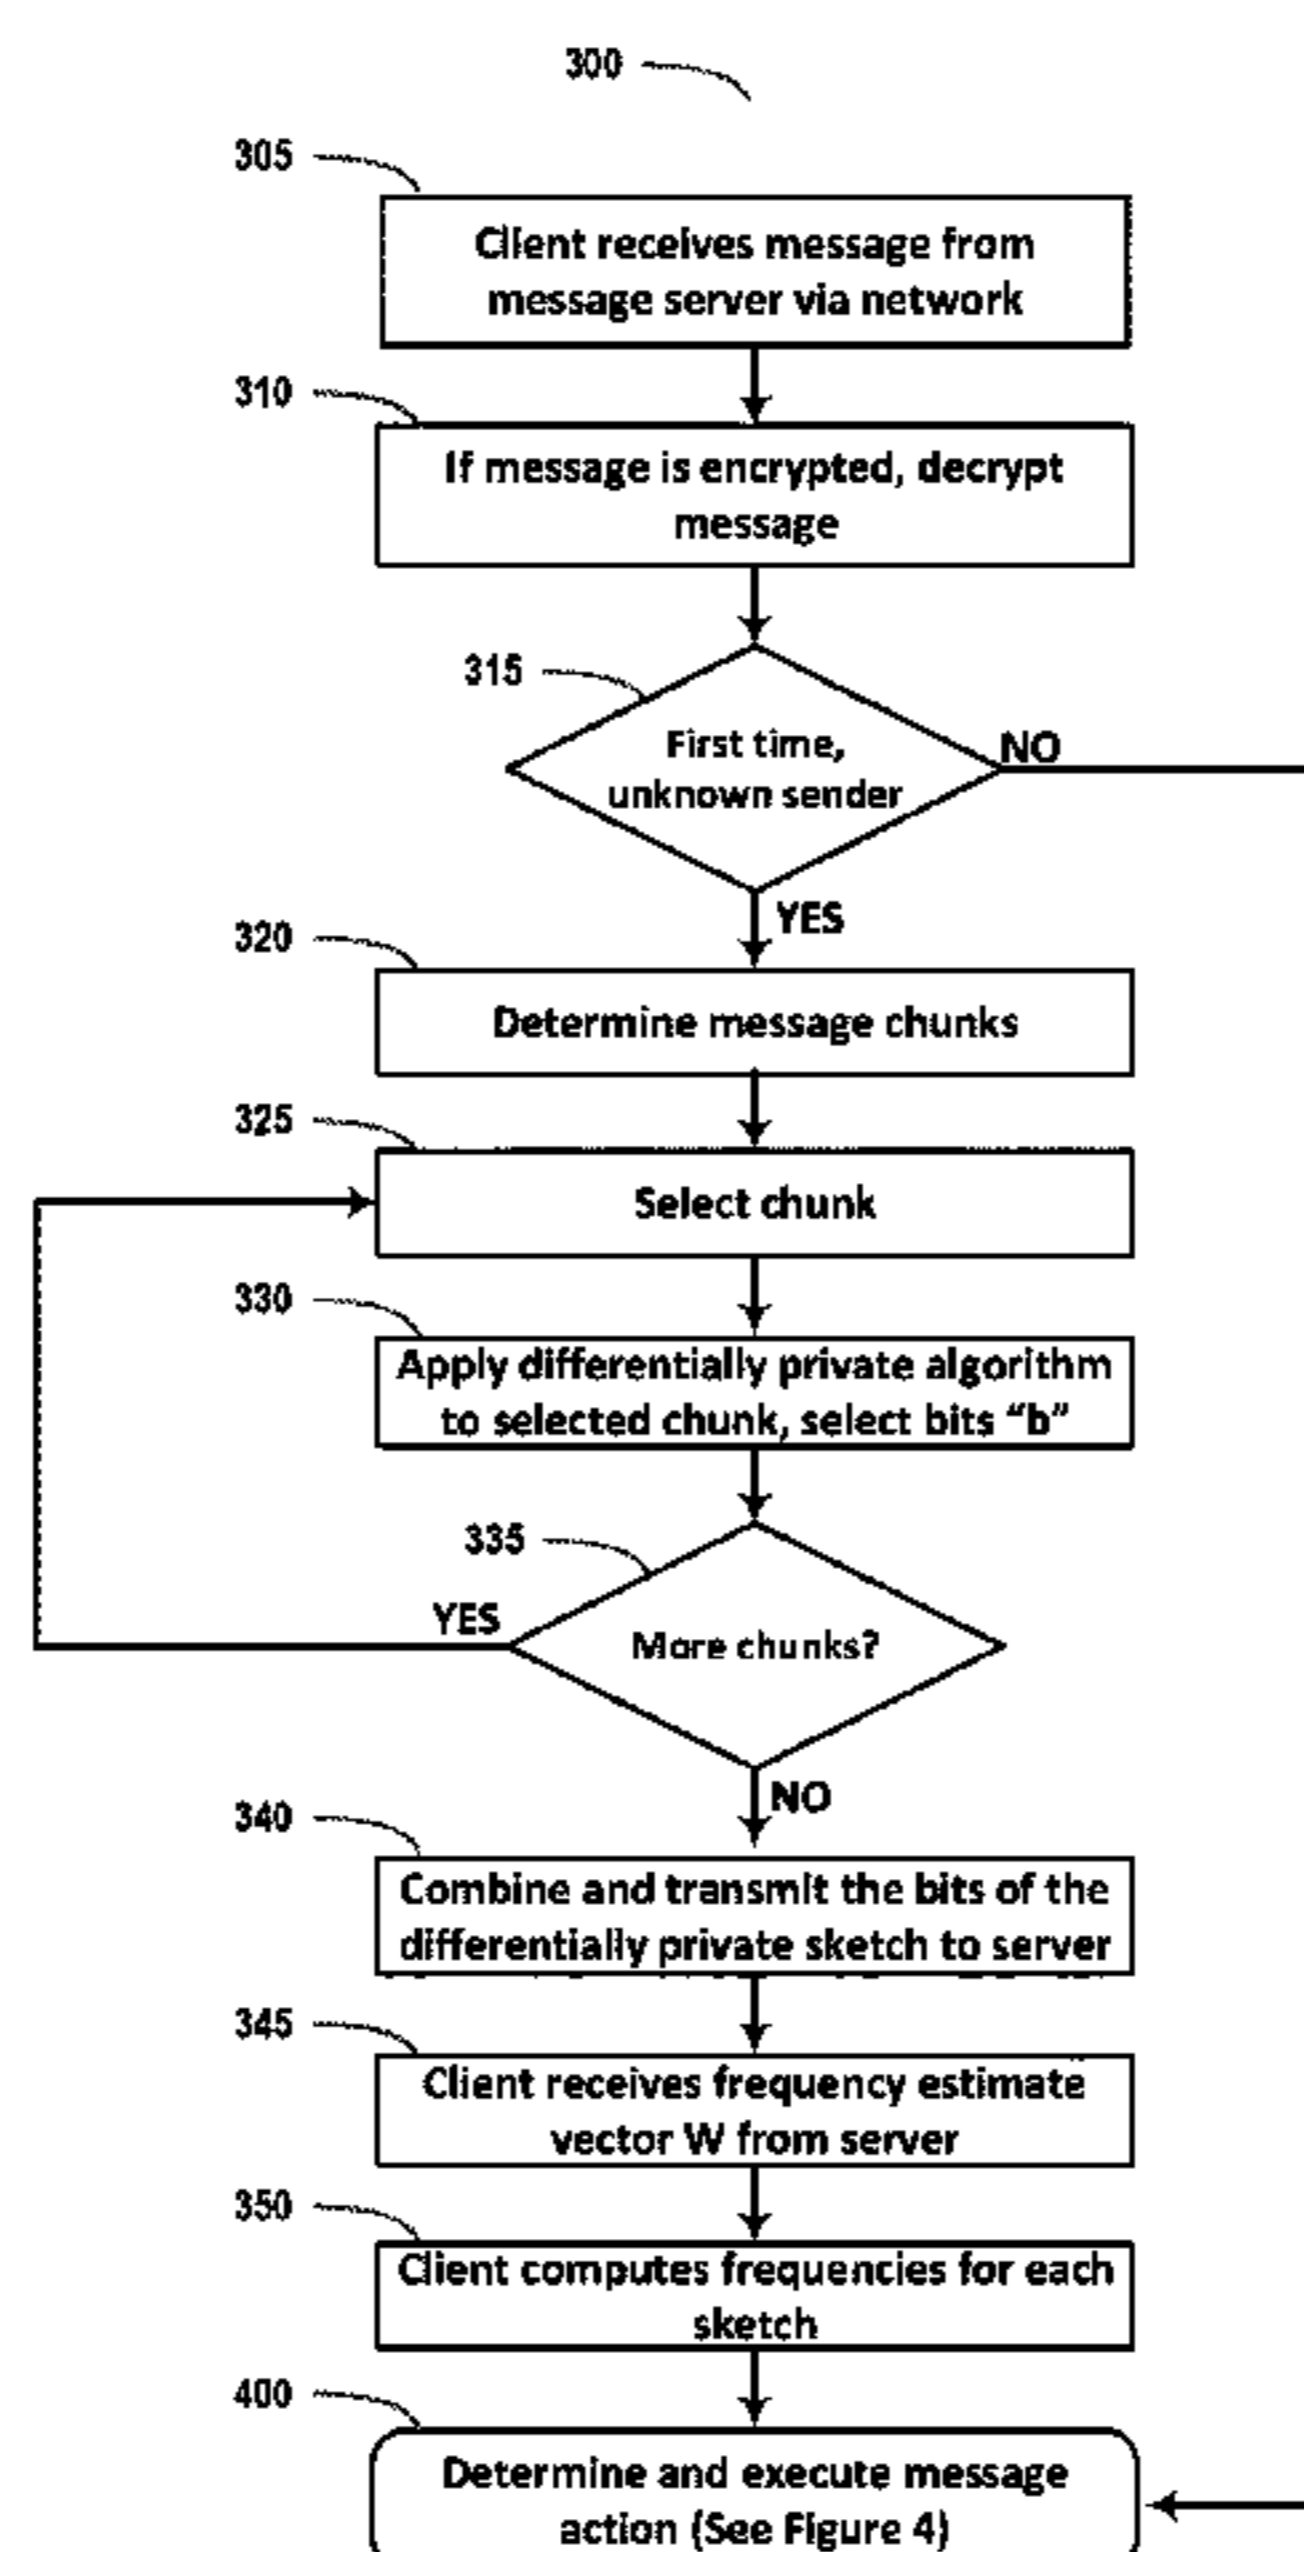 300
305
Client receives message from
message server via network
310
If message is encrypted, decrypt
message
315
First time,
unknown sender
NO
YES
320
Determine message chunks
325
Select chunk
330
Apply differentially private algorithm
to selected chunk, select bits “b”
335
YES
More chunks?
NO
340
Combine and transmit the bits of the
differentially private sketch to server
345
Client receives frequency estimate
vector W from server
350
Client computes frequencies for each
sketch
400
Determine and execute message
action (See Figure 4)